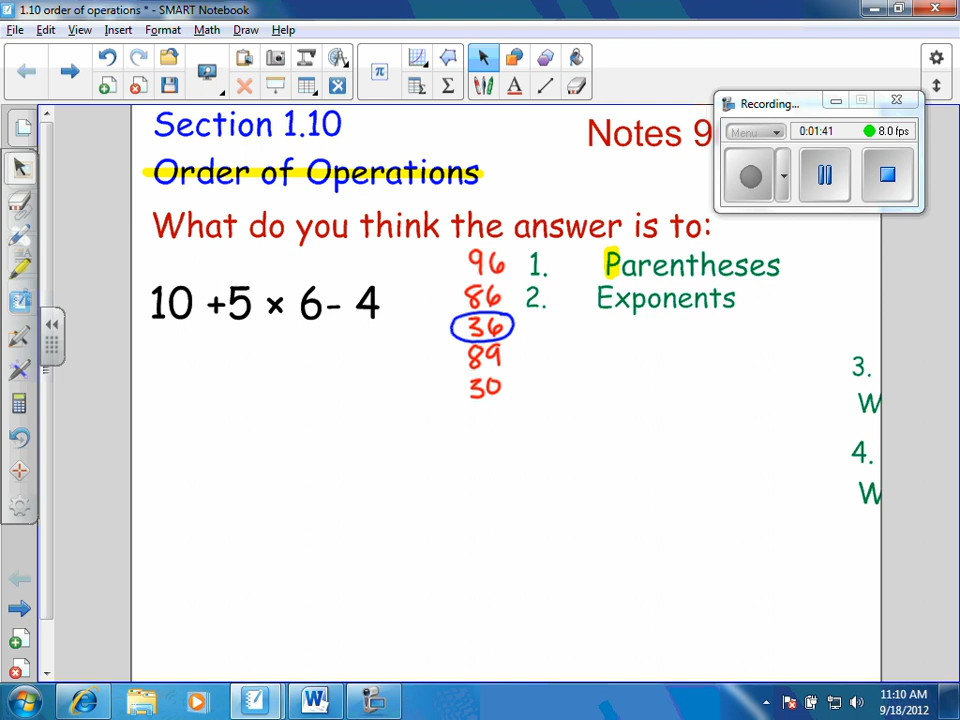 1.10 order of operations * - SMART Notebook
File Edit View Insert Format Math Draw Help
Recording...
Menu 0:01:41 8.0 fps
Section 1.10
Notes 9
Order of Operations
What do you think the answer is to:
10 +5 × 6- 4
96
86
36
89
30
1. Parentheses
2. Exponents
3.
W
4.
W
11:10 AM
9/18/2012